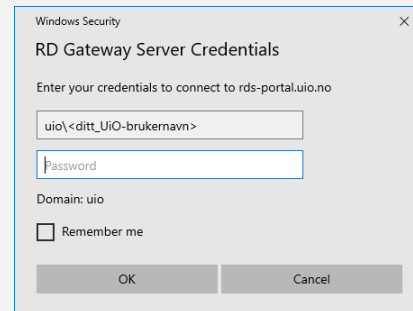 Windows Security
RD Gateway Server Credentials
Enter your credentials to connect to rds-portal.uio.no
uio\<ditt_UiO-brukernavn>
Password
Domain: uio
Remember me
OK
Cancel